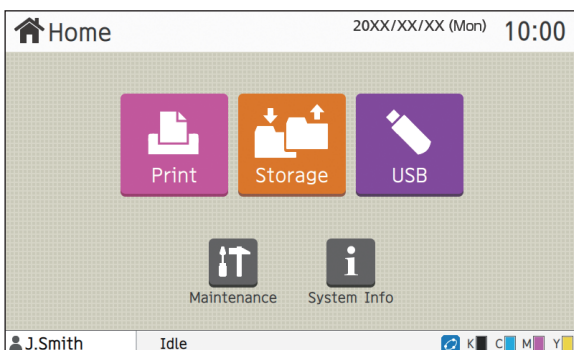 Home 20XX/XX/XX (Mon) 10:00
Print Storage USB
Maintenance System Info
J.Smith Idle K C M Y